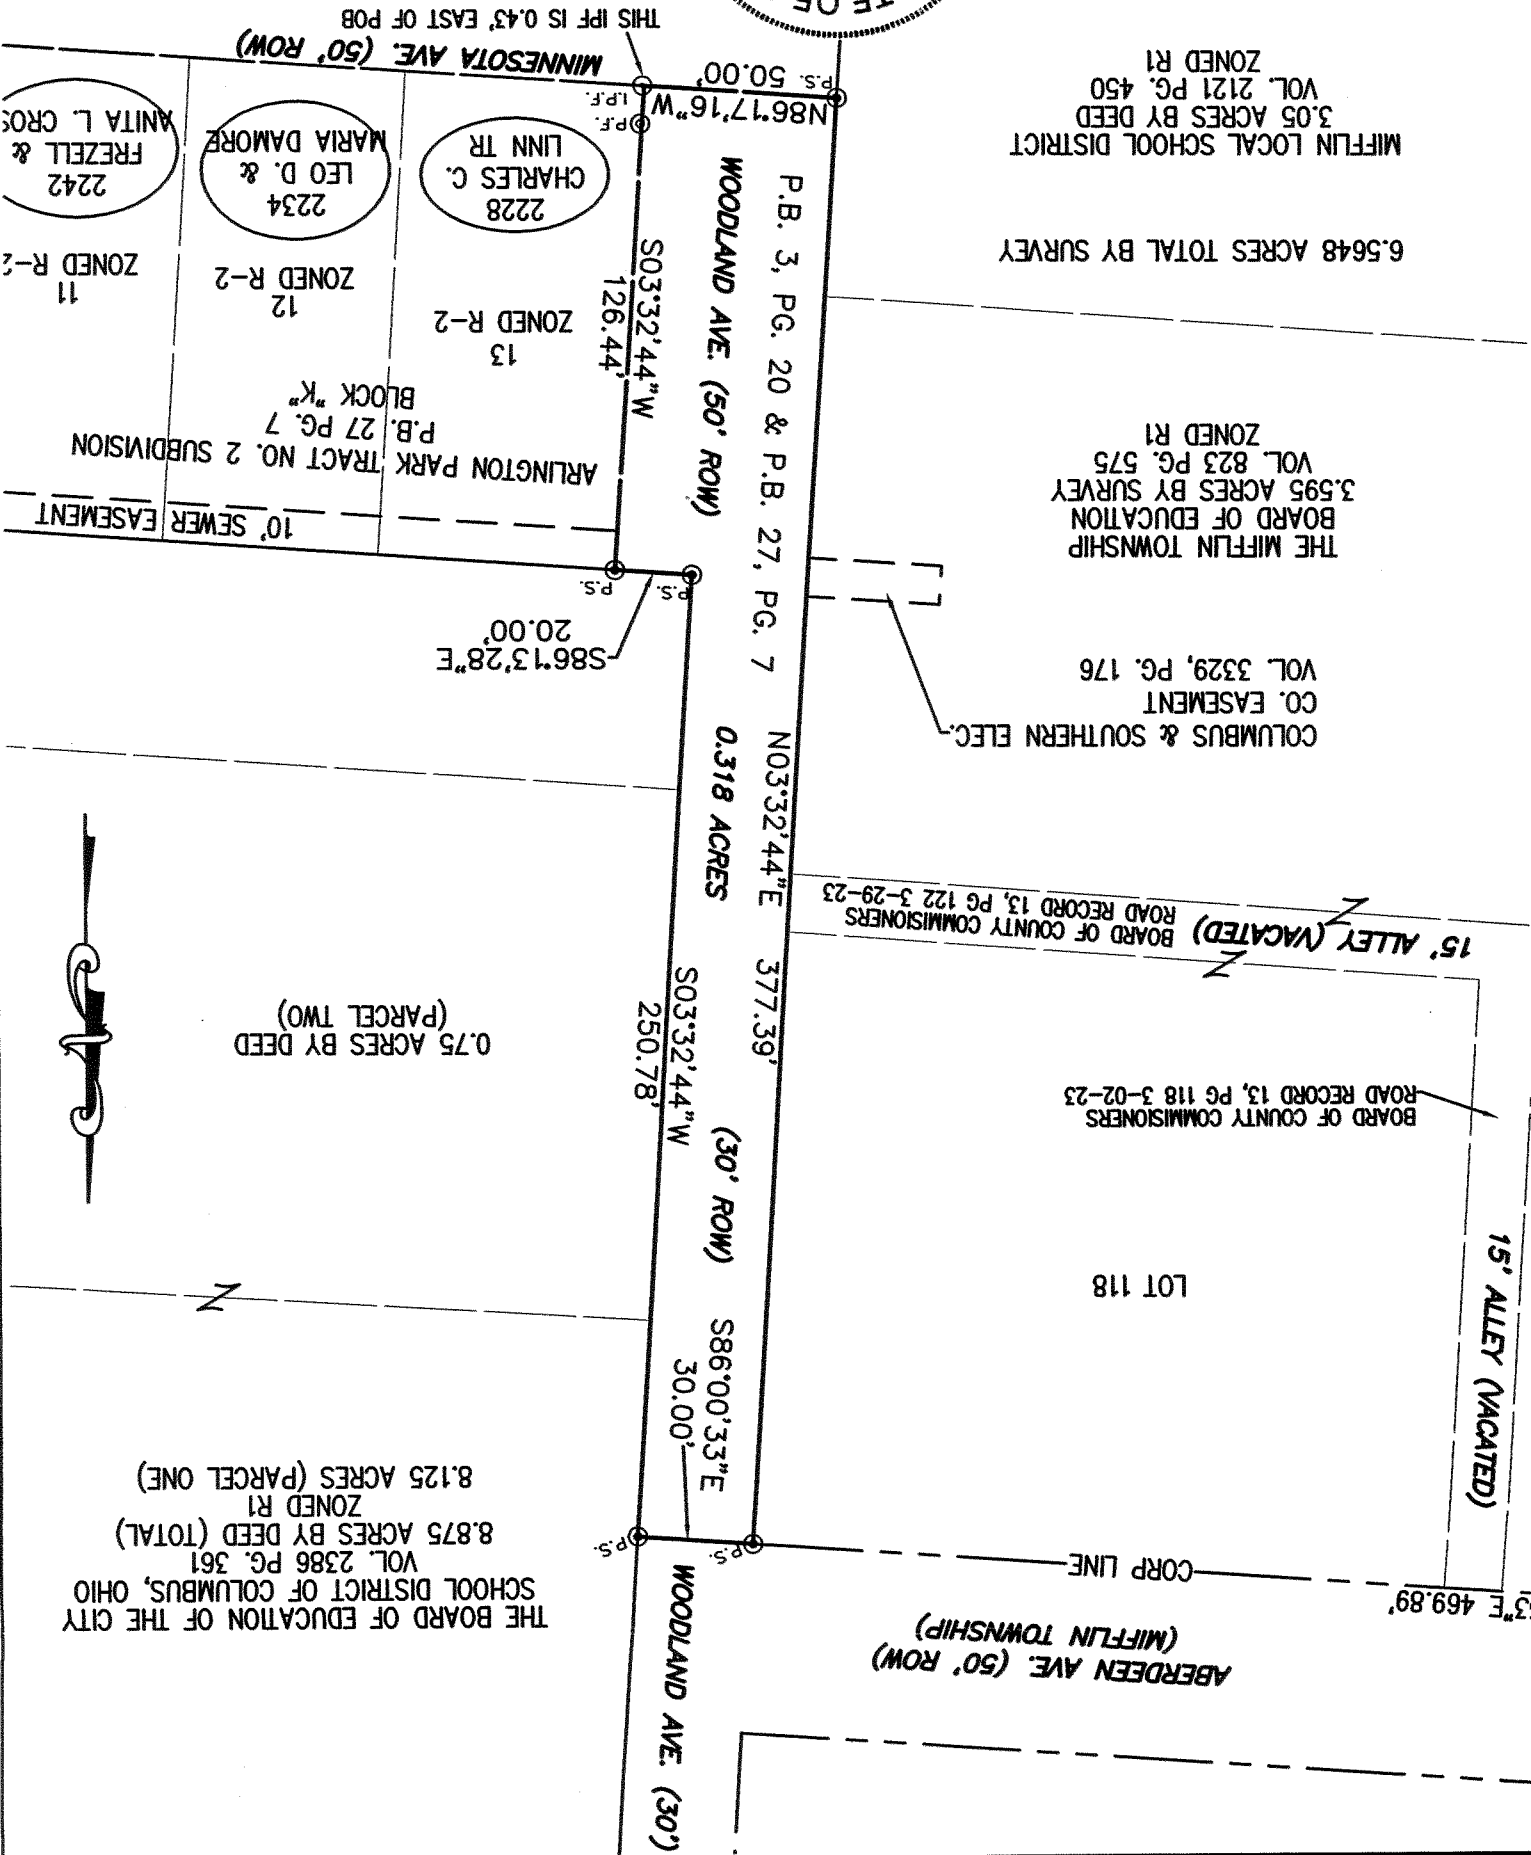 WOODLAND AVE. (30')
ABERDEEN AVE. (50' ROW)
(MIFFLIN TOWNSHIP)
3"E 469.89'
CORP LINE
P.S.
P.S.
THE BOARD OF EDUCATION OF THE CITY
SCHOOL DISTRICT OF COLUMBUS, OHIO
VOL. 2386 PG. 361
8.875 ACRES BY DEED (TOTAL)
ZONED R1
8.125 ACRES (PARCEL ONE)
S86°00'33"E
30.00'
15' ALLEY (VACATED)
LOT 118
(30' ROW)
BOARD OF COUNTY COMMISIONERS
ROAD RECORD 13, PG 118 3-02-23
S03°32'44"W
250.78'
0.75 ACRES BY DEED
(PARCEL TWO)
N03°32'44"E 377.39'
15' ALLEY (VACATED)
BOARD OF COUNTY COMMISIONERS
ROAD RECORD 13, PG 122 3-29-23
0.318 ACRES
COLUMBUS & SOUTHERN ELEC.
CO. EASEMENT
VOL. 3329, PG. 176
S86°13'28"E
20.00'
P.S.
P.S.
THE MIFFLIN TOWNSHIP
BOARD OF EDUCATION
3.595 ACRES BY SURVEY
VOL. 823 PG. 575
ZONED R1
P.B. 3, PG. 20 & P.B. 27, PG. 7
WOODLAND AVE. (50' ROW)
10' SEWER EASEMENT
ARLINGTON PARK TRACT NO. 2 SUBDIVISION
P.B. 27 PG. 7
BLOCK "K"
S03°32'44"W
126.44'
13
ZONED R-2
12
ZONED R-2
11
ZONED R-2
6.5648 ACRES TOTAL BY SURVEY
MIFFLIN LOCAL SCHOOL DISTRICT
3.05 ACRES BY DEED
VOL. 2121 PG. 450
ZONED R1
2228
CHARLES C.
LINN TR
2234
LEO D. &
MARIA DAMORE
2242
FREZELL &
ANITA L. CROS
P.F.
I.P.F.
N86°17'16"W
50.00'
P.S.
MINNESOTA AVE. (50' ROW)
THIS IPF IS 0.43' EAST OF POB
TE OF